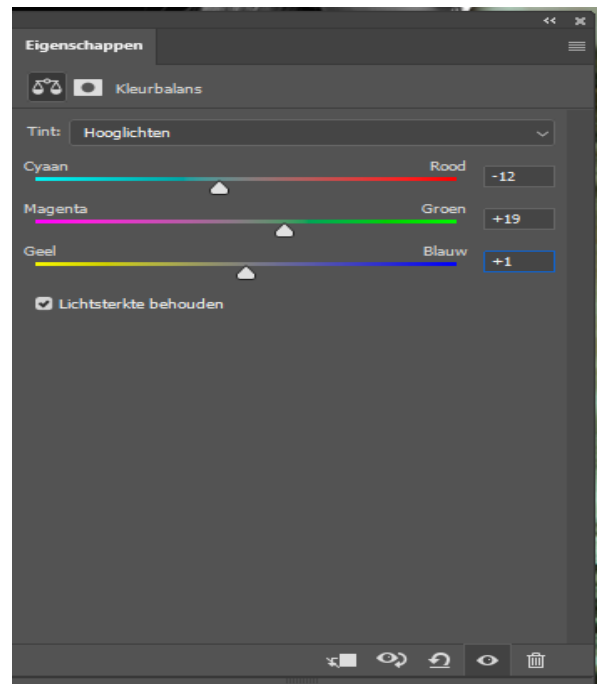 Eigenschappen
Kleurbalans
Tint: Hooglichten
Cyaan Rood -12
Magenta Groen +19
Geel Blauw +1
Lichtsterkte behouden